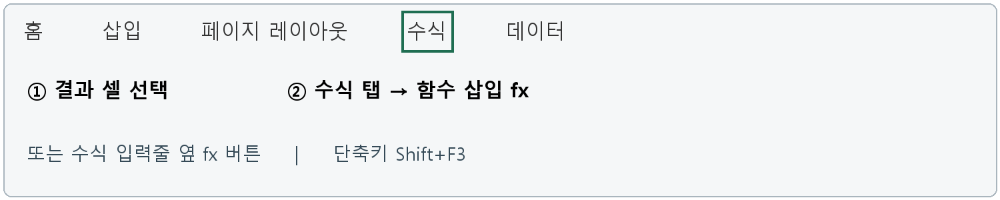 홈 삽입 페이지 레이아웃 수식 데이터
① 결과 셀 선택 ② 수식 탭 → 함수 삽입 fx
또는 수식 입력줄 옆 fx 버튼 | 단축키 Shift+F3